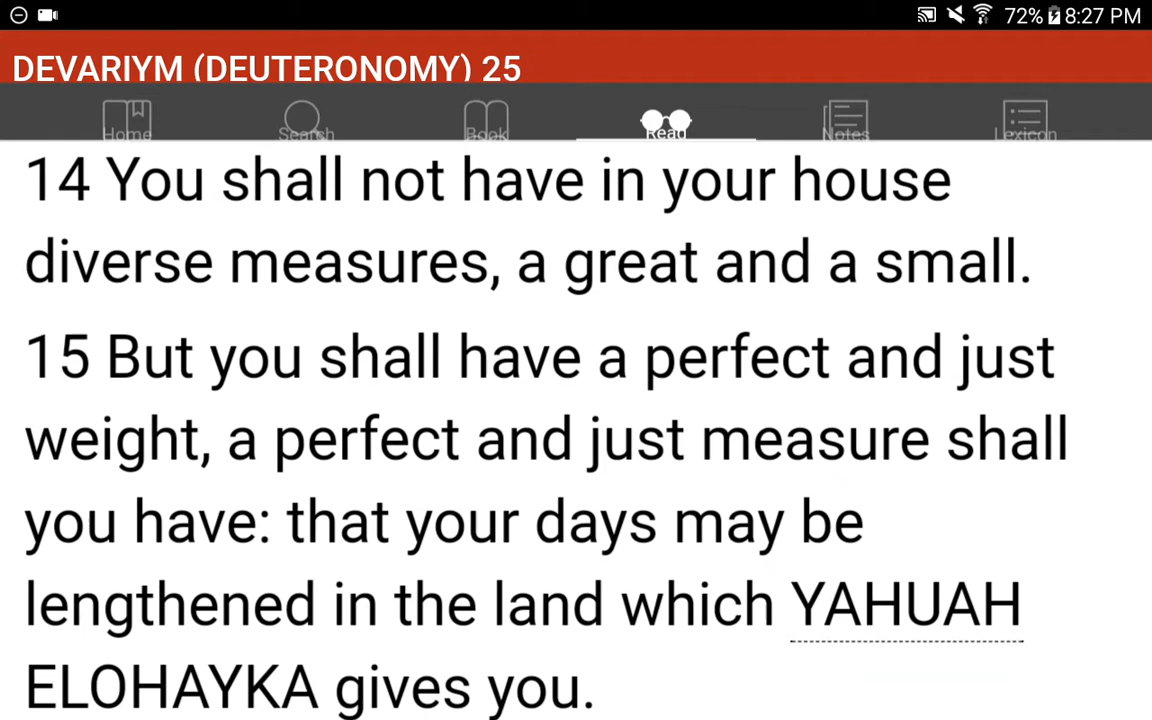 72% 8:27 PM
DEVARIYM (DEUTERONOMY) 25
Home Search Book Read Notes Lexicon
14 You shall not have in your house
diverse measures, a great and a small.
15 But you shall have a perfect and just
weight, a perfect and just measure shall
you have: that your days may be
lengthened in the land which YAHUAH
ELOHAYKA gives you.